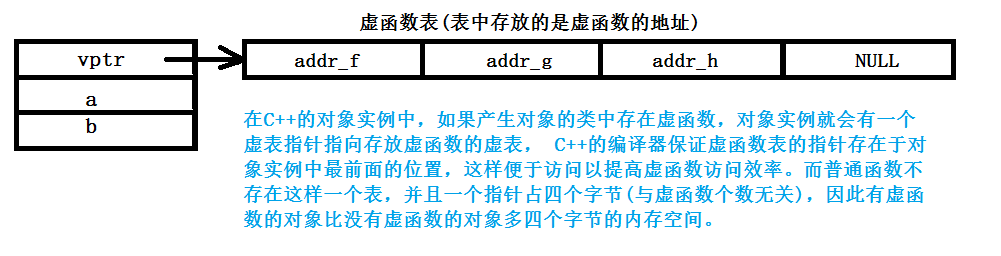 虚函数表(表中存放的是虚函数的地址)
vptr addr_f addr_g addr_h NULL
a
b
在C++的对象实例中，如果产生对象的类中存在虚函数，对象实例就会有一个
虚表指针指向存放虚函数的虚表， C++的编译器保证虚函数表的指针存在于对
象实例中最前面的位置，这样便于访问以提高虚函数访问效率。而普通函数不
存在这样一个表，并且一个指针占四个字节(与虚函数个数无关)，因此有虚函
数的对象比没有虚函数的对象多四个字节的内存空间。